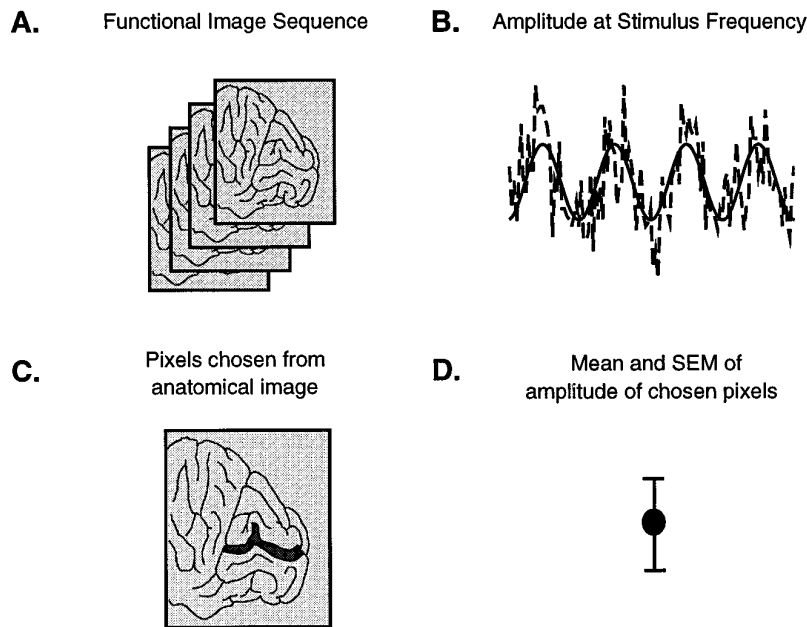 A. Functional Image Sequence
B. Amplitude at Stimulus Frequency
C. Pixels chosen from
anatomical image
D. Mean and SEM of
amplitude of chosen pixels